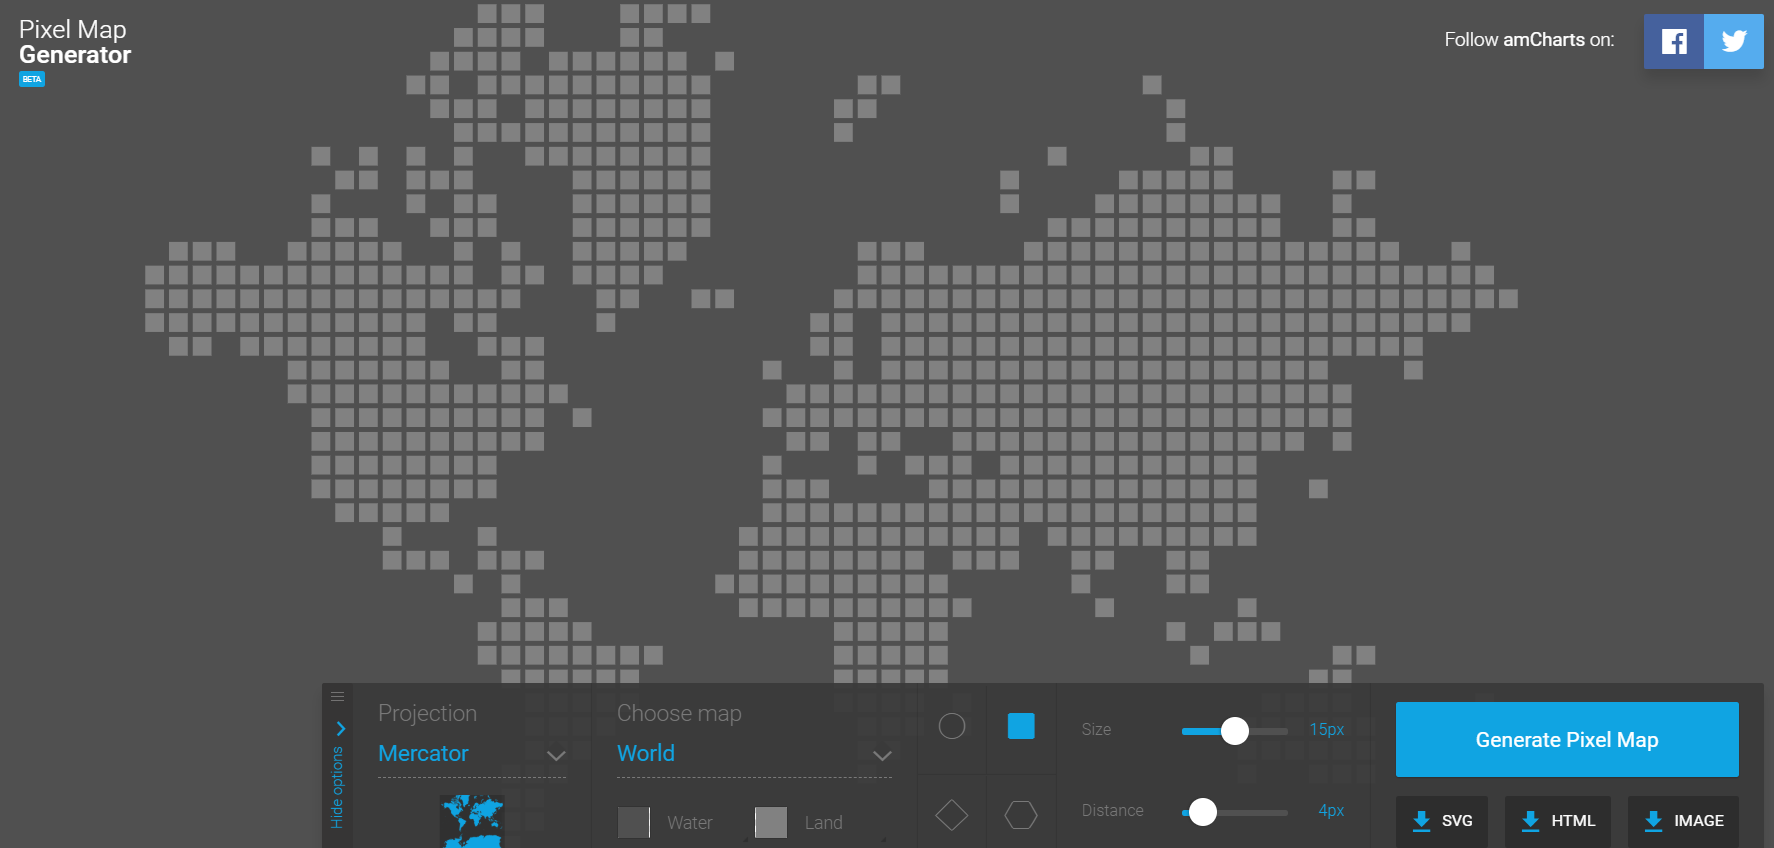 Pixel Map
Generator
BETA
Follow amCharts on:
Projection
Mercator
Choose map
World
Water
Land
Hide options
Size
15px
Distance
4px
Generate Pixel Map
SVG
HTML
IMAGE